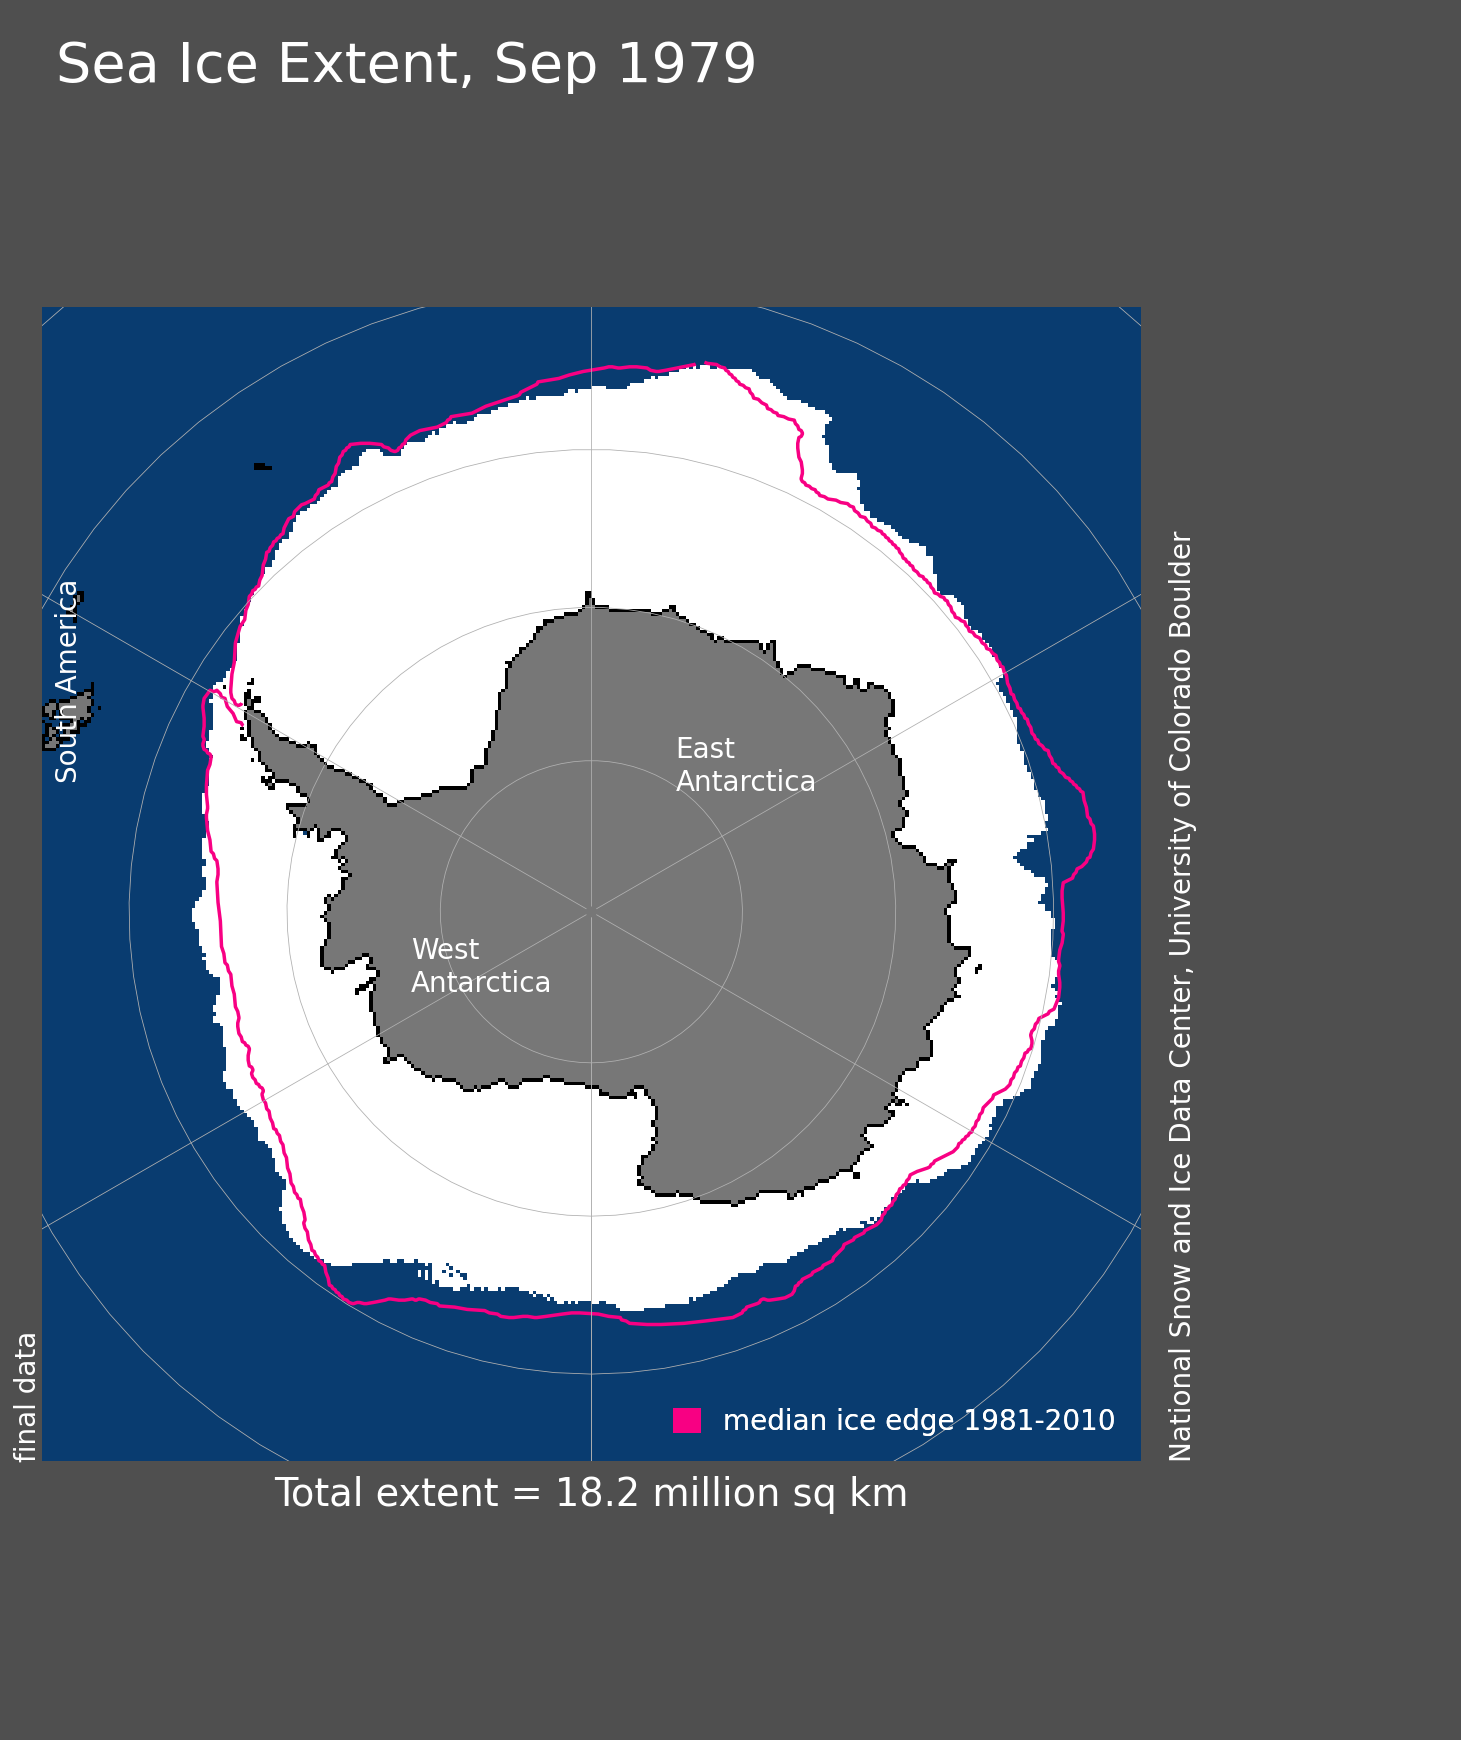 Sea Ice Extent, Sep 1979
South America
East
Antarctica
West
Antarctica
median ice edge 1981-2010
final data
National Snow and Ice Data Center, University of Colorado Boulder
Total extent = 18.2 million sq km